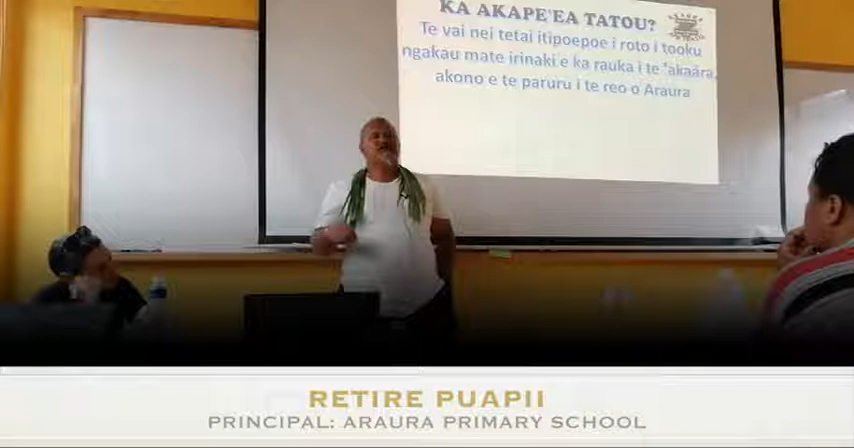 KA AKAPE'EA TATOU?
Te vai nei tetai itipoepoe i roto i tooku
ngakau mate irinaki e ka rauka i te 'akaāra,
akono e te paruru i te reo o Araura
RETIRE PUAPII
PRINCIPAL: ARAURA PRIMARY SCHOOL